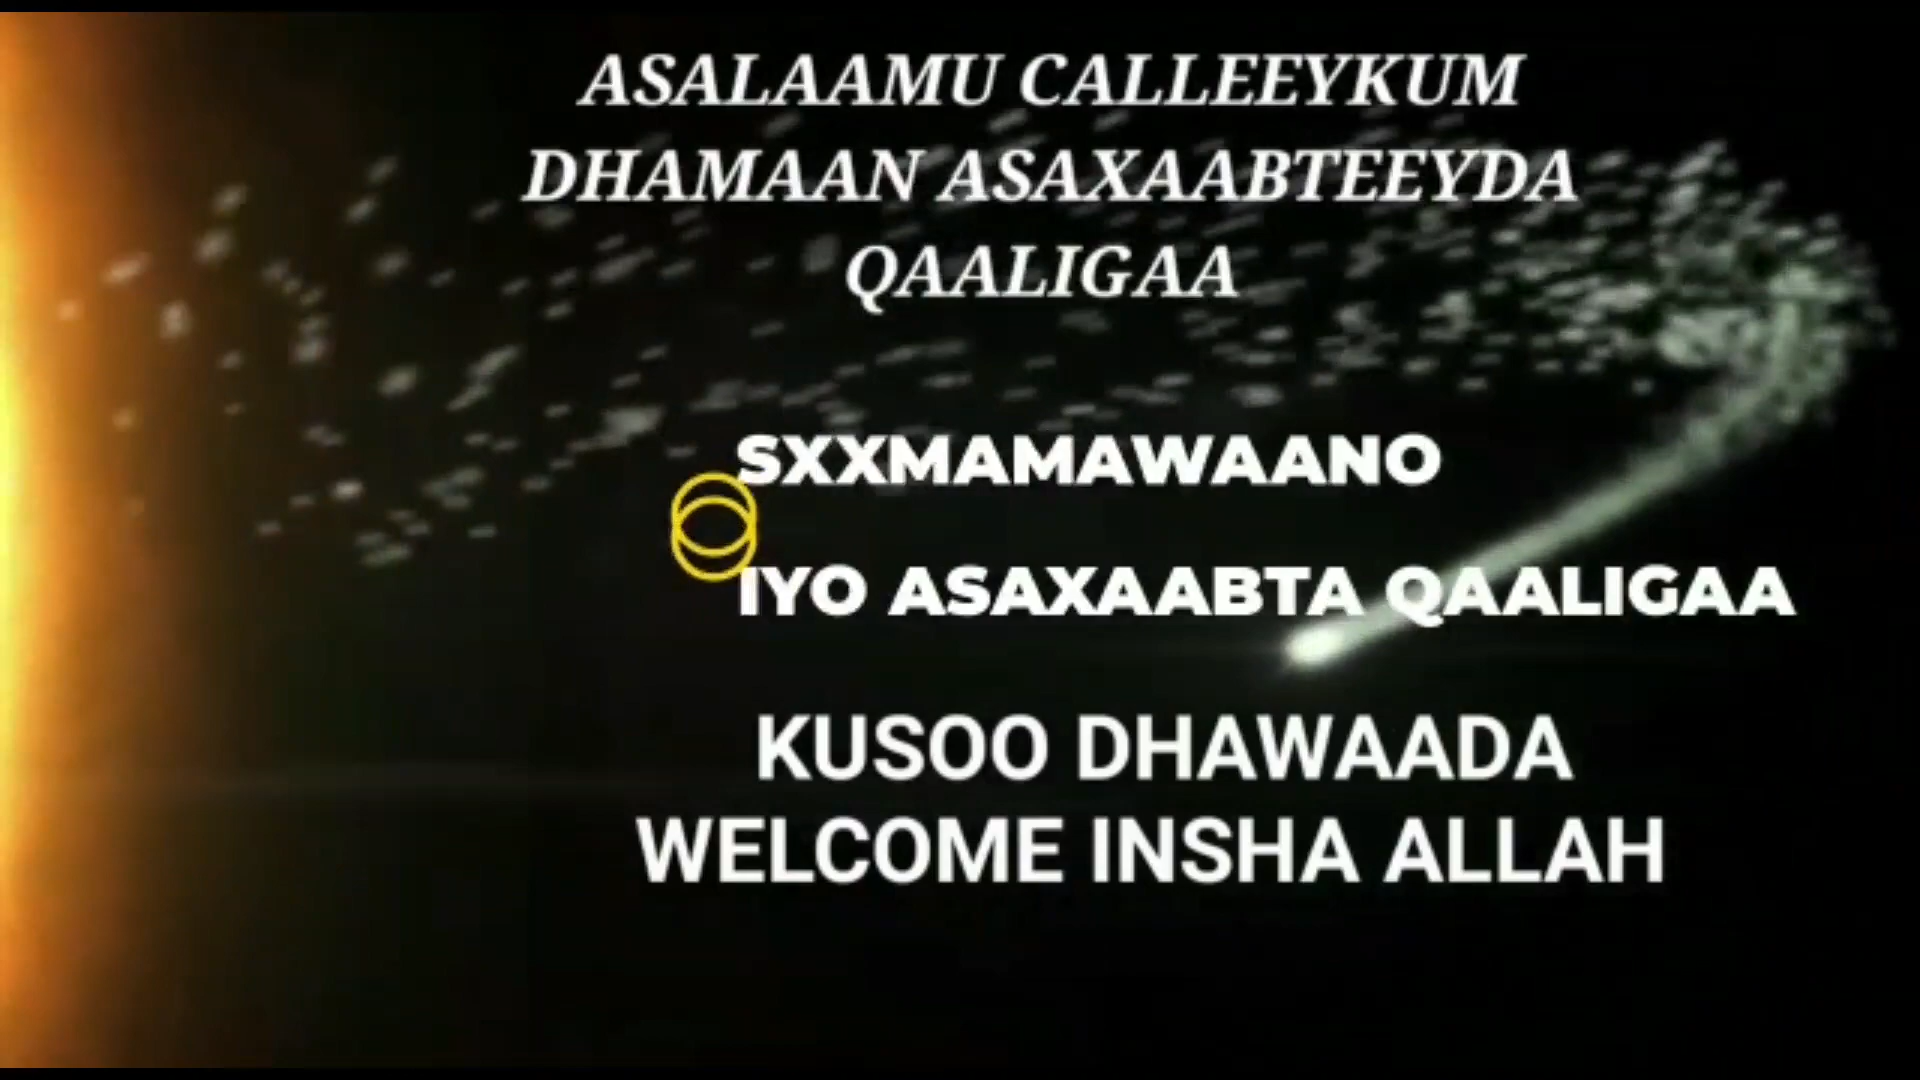 ASALAAMU CALLEEYKUM
DHAMAAN ASAXAABTEEYDA
QAALIGAA
SXXMAMAWAANO
IYO ASAXAABTA QAALIGAA
KUSOO DHAWAADA
WELCOME INSHA ALLAH